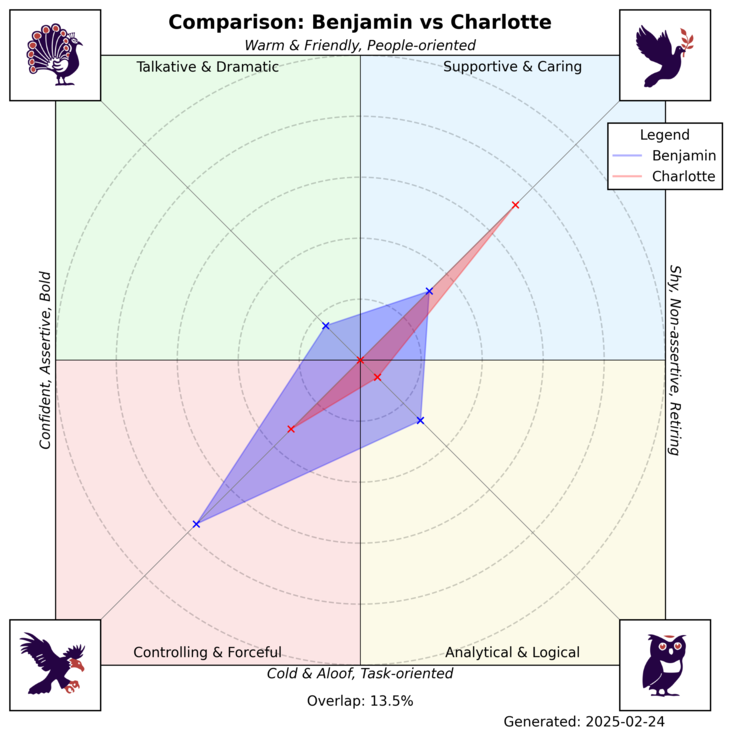 Comparison: Benjamin vs Charlotte
Warm & Friendly, People-oriented
Talkative & Dramatic
Supportive & Caring
Legend
Benjamin
Charlotte
Confident, Assertive, Bold
Shy, Non-assertive, Retiring
Controlling & Forceful
Analytical & Logical
Cold & Aloof, Task-oriented
Overlap: 13.5%
Generated: 2025-02-24